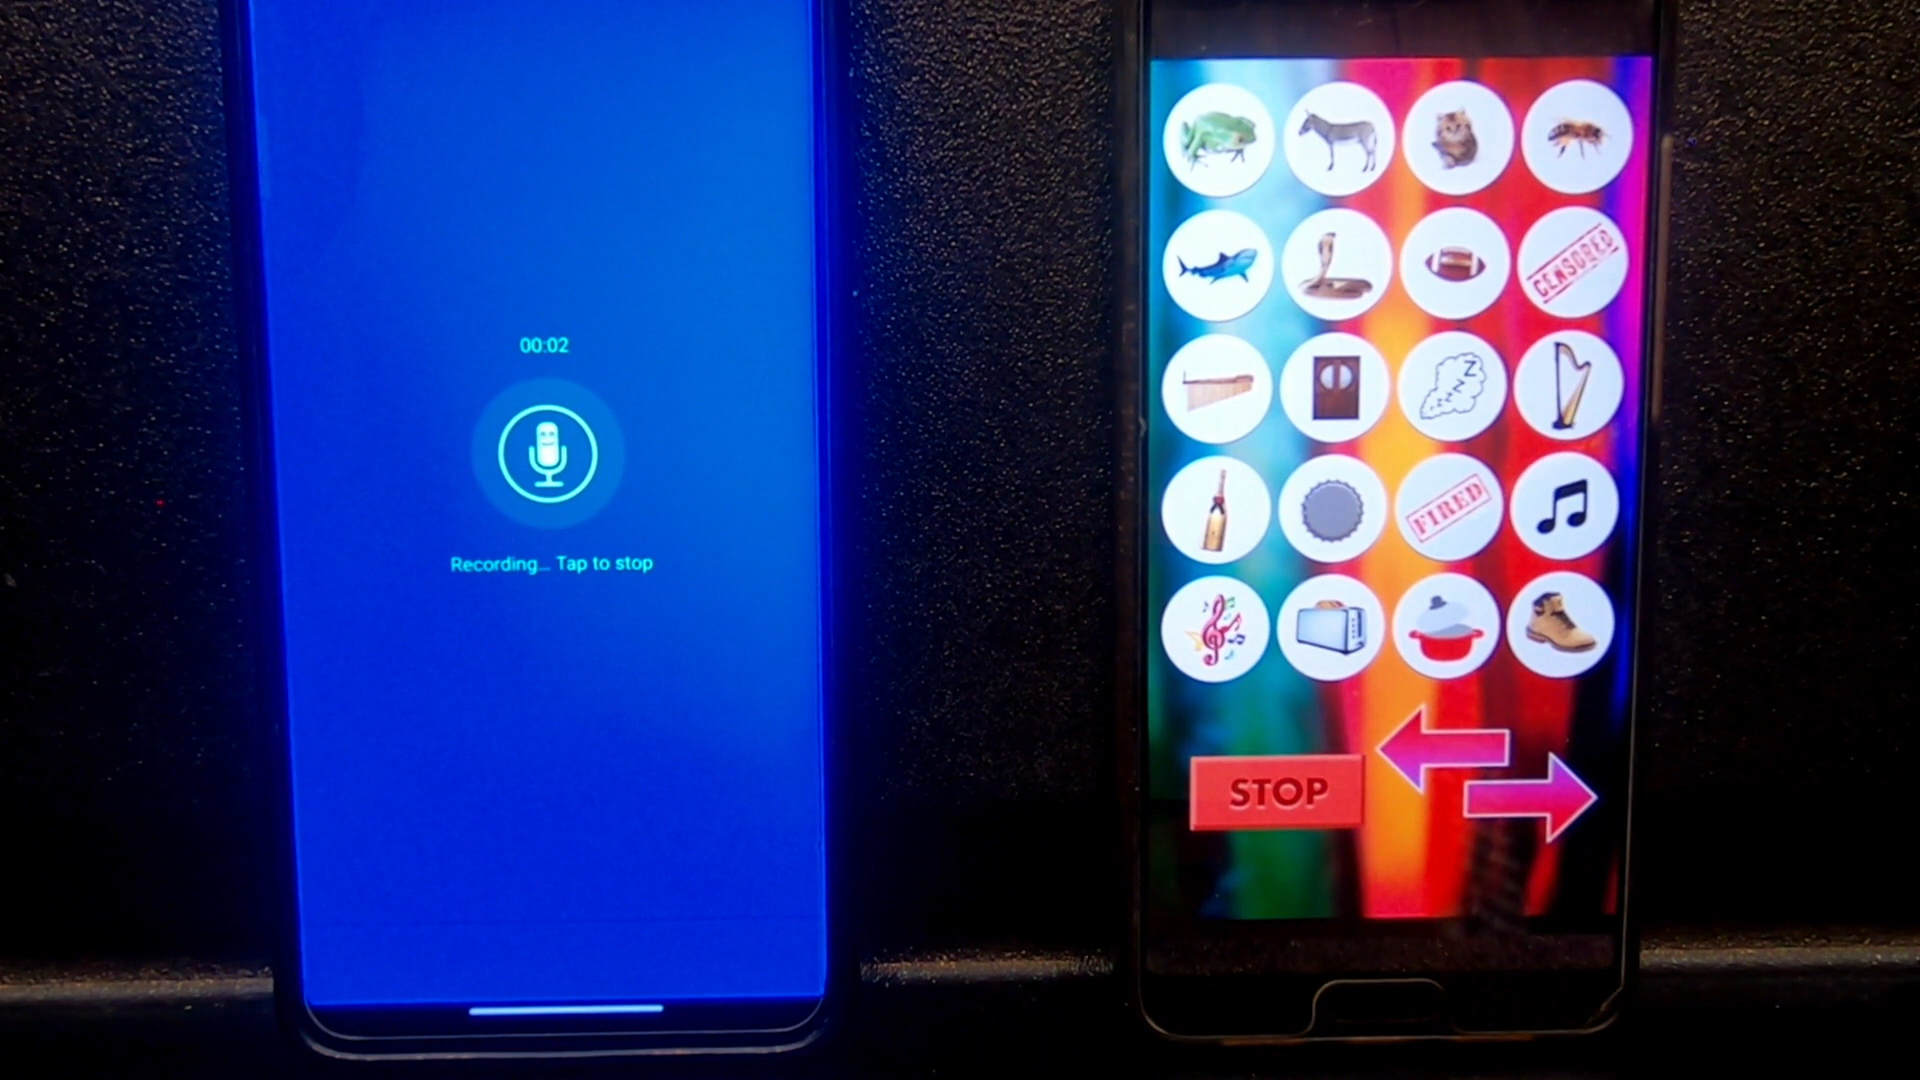 00:02
Recording... Tap to stop
CENSORED
Z Z Z Z Z
FIRED
STOP